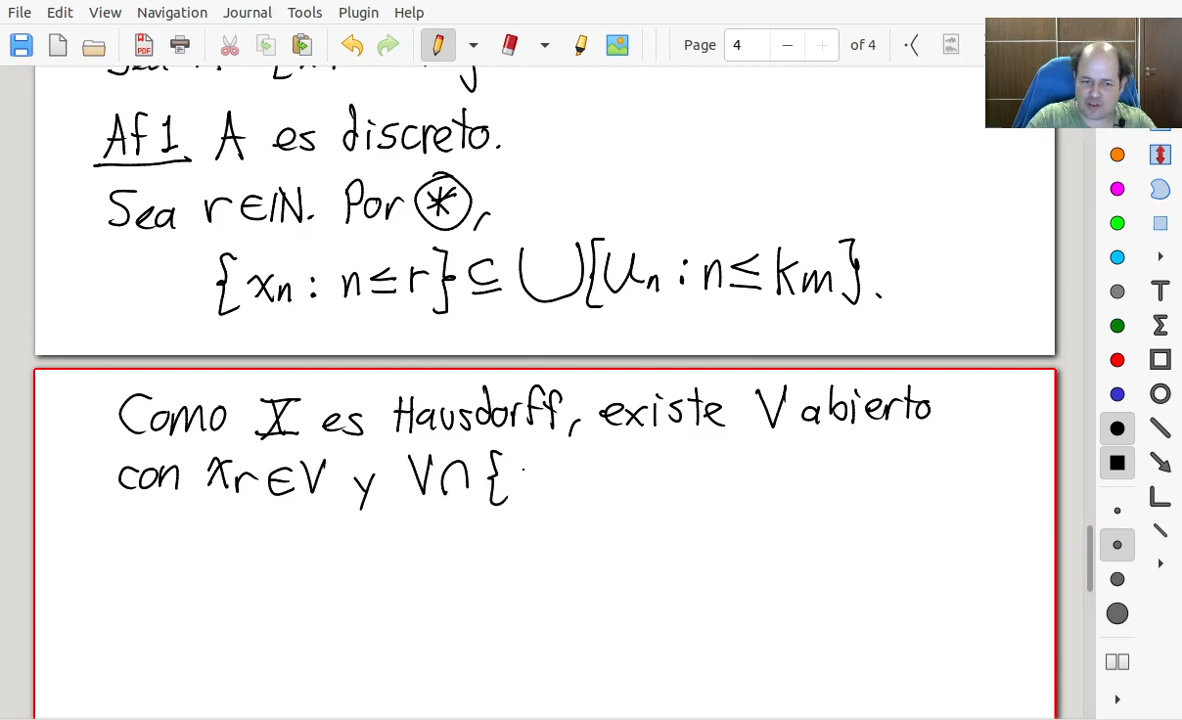 File Edit View Navigation Journal Tools Plugin Help
Page 4 of 4
Af 1 A es discreto.
Sea r∈ℕ. Por ⊛,
{xn : n≤r}⊆⋃{Un : n≤km}.
Como X es Hausdorff, existe V abierto
con xr∈V y V∩{